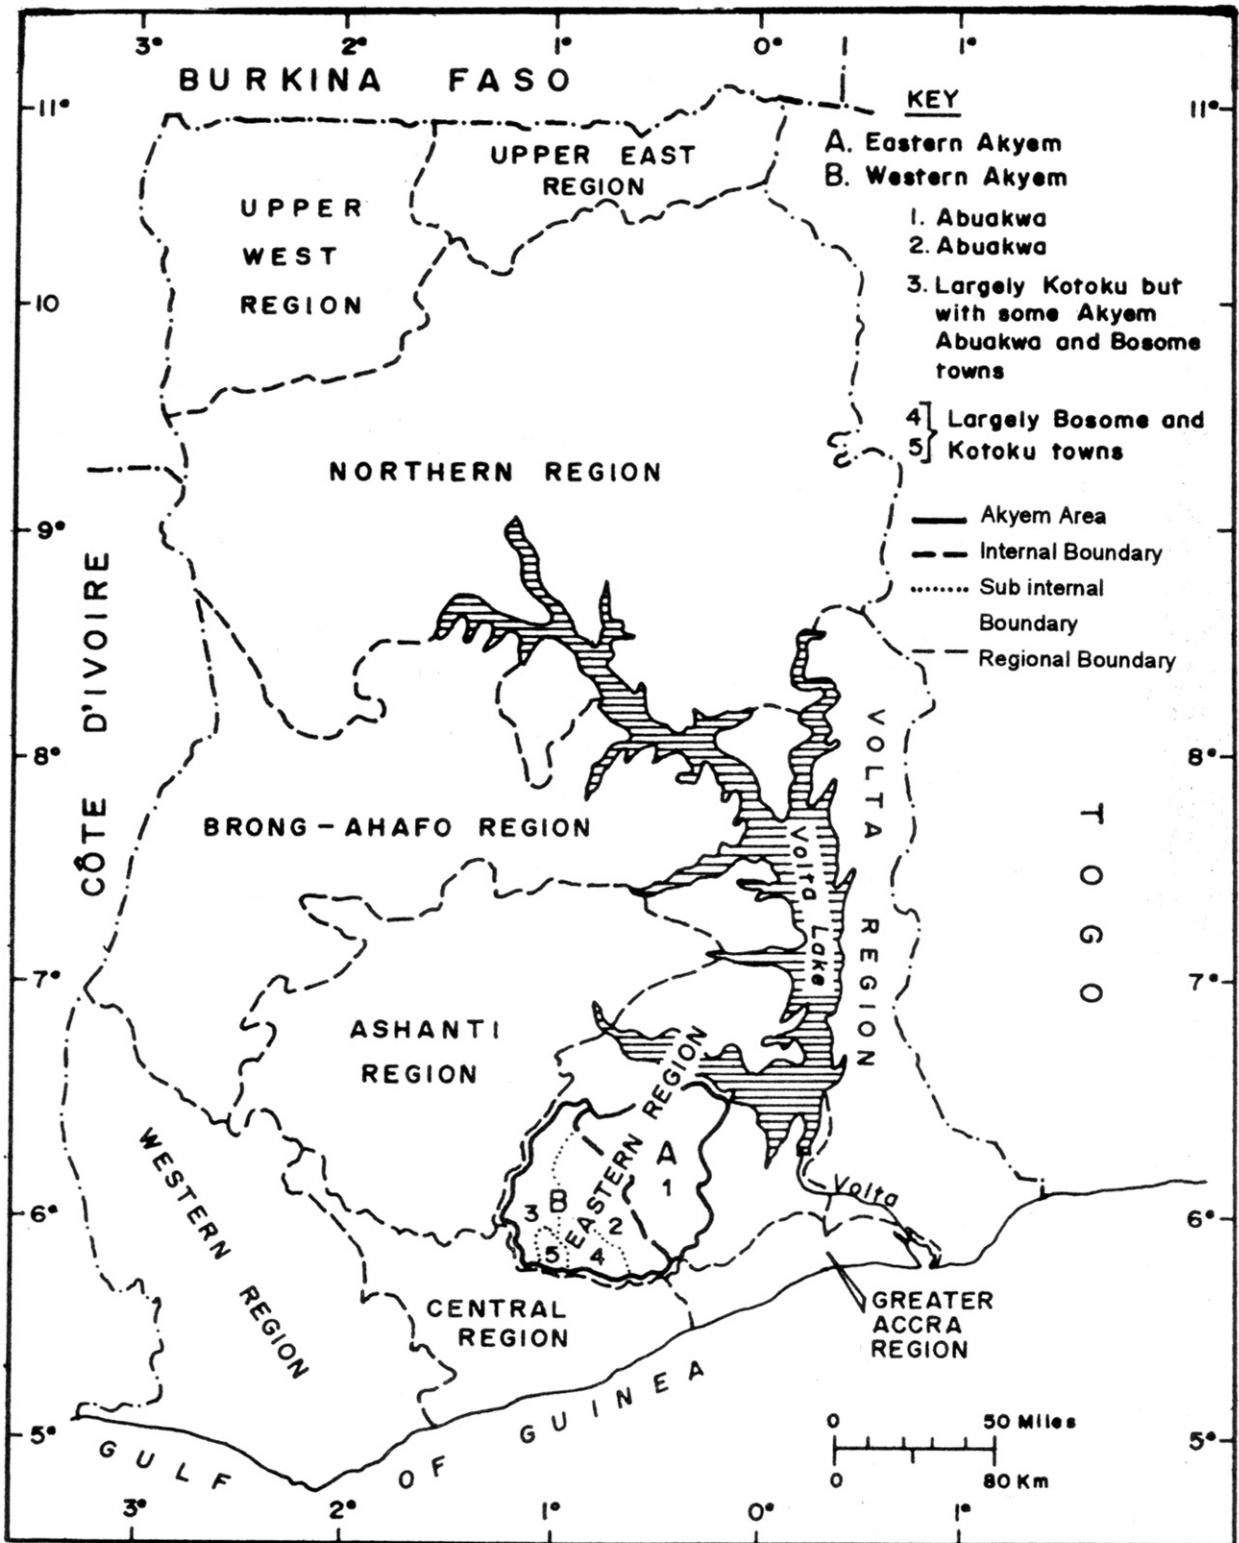 3° 2° 1° 0° 1°
BURKINA FASO
11° 11°
KEY
A. Eastern Akyem
B. Western Akyem
1. Abuakwa
2. Abuakwa
3. Largely Kotoku but
with some Akyem
Abuakwa and Bosome
towns
4
5 } Largely Bosome and
Kotoku towns
Akyem Area
Internal Boundary
Sub internal
Boundary
Regional Boundary
UPPER EAST
REGION
UPPER
WEST
REGION
10
NORTHERN REGION
9°
CÔTE D'IVOIRE
8° 8°
VOLTA REGION
TOGO
BRONG-AHAFO REGION
Volta Lake
7° 7°
ASHANTI
REGION
EASTERN REGION
A
1
B
3
2
5
4
WESTERN REGION
Volta
6° 6°
CENTRAL
REGION
GREATER
ACCRA
REGION
GULF OF GUINEA
5° 5°
0 50 Miles
0 80 Km
3° 2° 1° 0° 1°